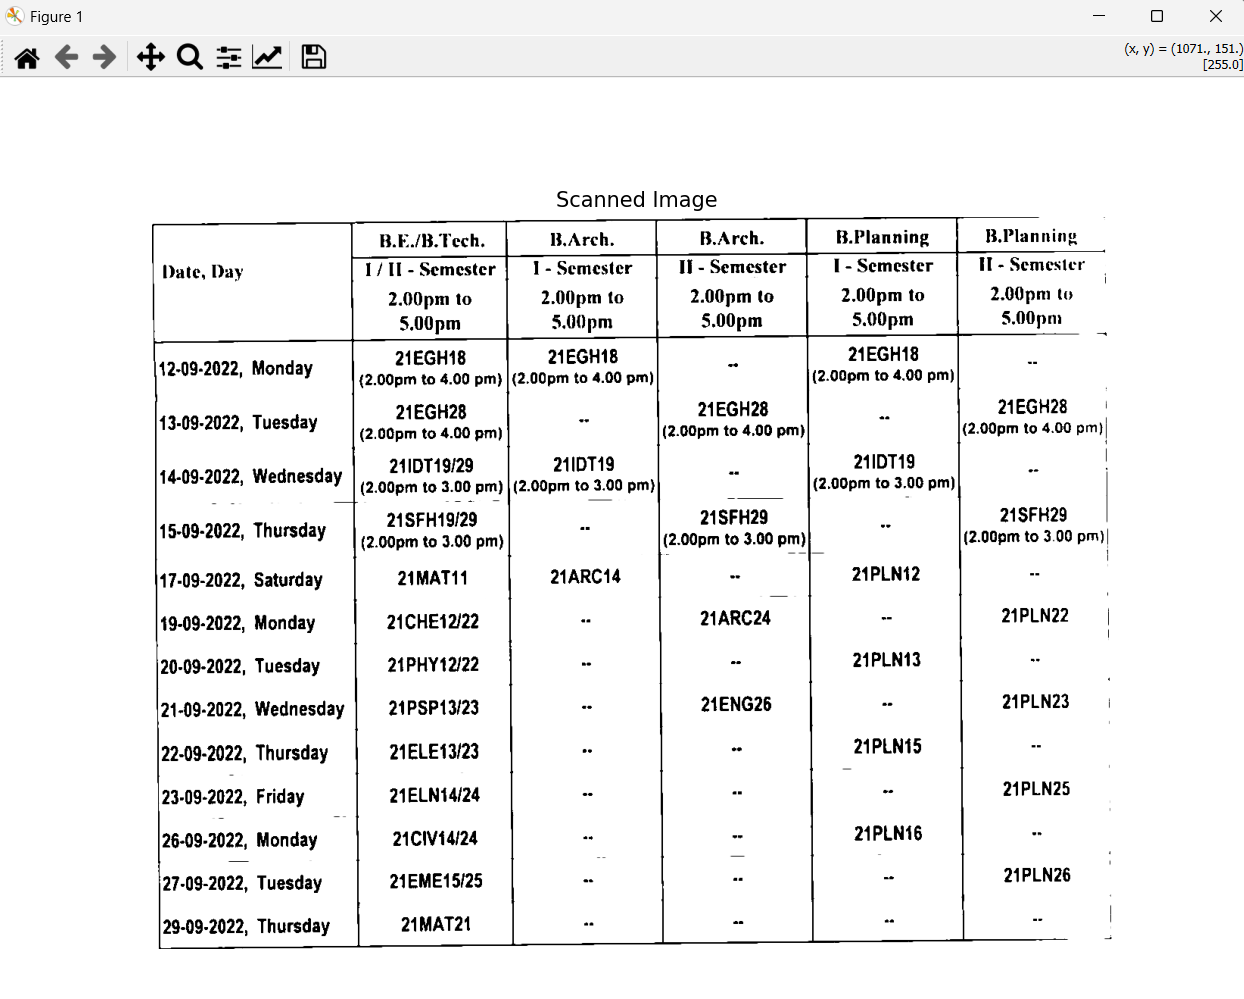 Figure 1
(x, y) = (1071., 151.)
[255.0]
Scanned Image
Date, Day
B.E./B.Tech. B.Arch. B.Arch. B.Planning B.Planning
I / II - Semester I - Semester II - Semester I - Semester II - Semester
2.00pm to 2.00pm to 2.00pm to 2.00pm to 2.00pm to
5.00pm 5.00pm 5.00pm 5.00pm 5.00pm
12-09-2022, Monday 21EGH18 21EGH18 -- 21EGH18 --
(2.00pm to 4.00 pm) (2.00pm to 4.00 pm) (2.00pm to 4.00 pm)
13-09-2022, Tuesday 21EGH28 -- 21EGH28 -- 21EGH28
(2.00pm to 4.00 pm) (2.00pm to 4.00 pm) (2.00pm to 4.00 pm)
14-09-2022, Wednesday 21IDT19/29 21IDT19 -- 21IDT19 --
(2.00pm to 3.00 pm) (2.00pm to 3.00 pm) (2.00pm to 3.00 pm)
15-09-2022, Thursday 21SFH19/29 -- 21SFH29 -- 21SFH29
(2.00pm to 3.00 pm) (2.00pm to 3.00 pm) (2.00pm to 3.00 pm)
17-09-2022, Saturday 21MAT11 21ARC14 -- 21PLN12 --
19-09-2022, Monday 21CHE12/22 -- 21ARC24 -- 21PLN22
20-09-2022, Tuesday 21PHY12/22 -- -- 21PLN13 --
21-09-2022, Wednesday 21PSP13/23 -- 21ENG26 -- 21PLN23
22-09-2022, Thursday 21ELE13/23 -- -- 21PLN15 --
23-09-2022, Friday 21ELN14/24 -- -- -- 21PLN25
26-09-2022, Monday 21CIV14/24 -- -- 21PLN16 --
27-09-2022, Tuesday 21EME15/25 -- -- -- 21PLN26
29-09-2022, Thursday 21MAT21 -- -- -- --